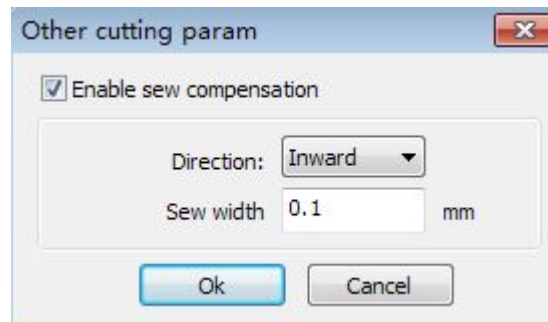 Other cutting param
Enable sew compensation
Direction: Inward
Sew width 0.1 mm
Ok Cancel